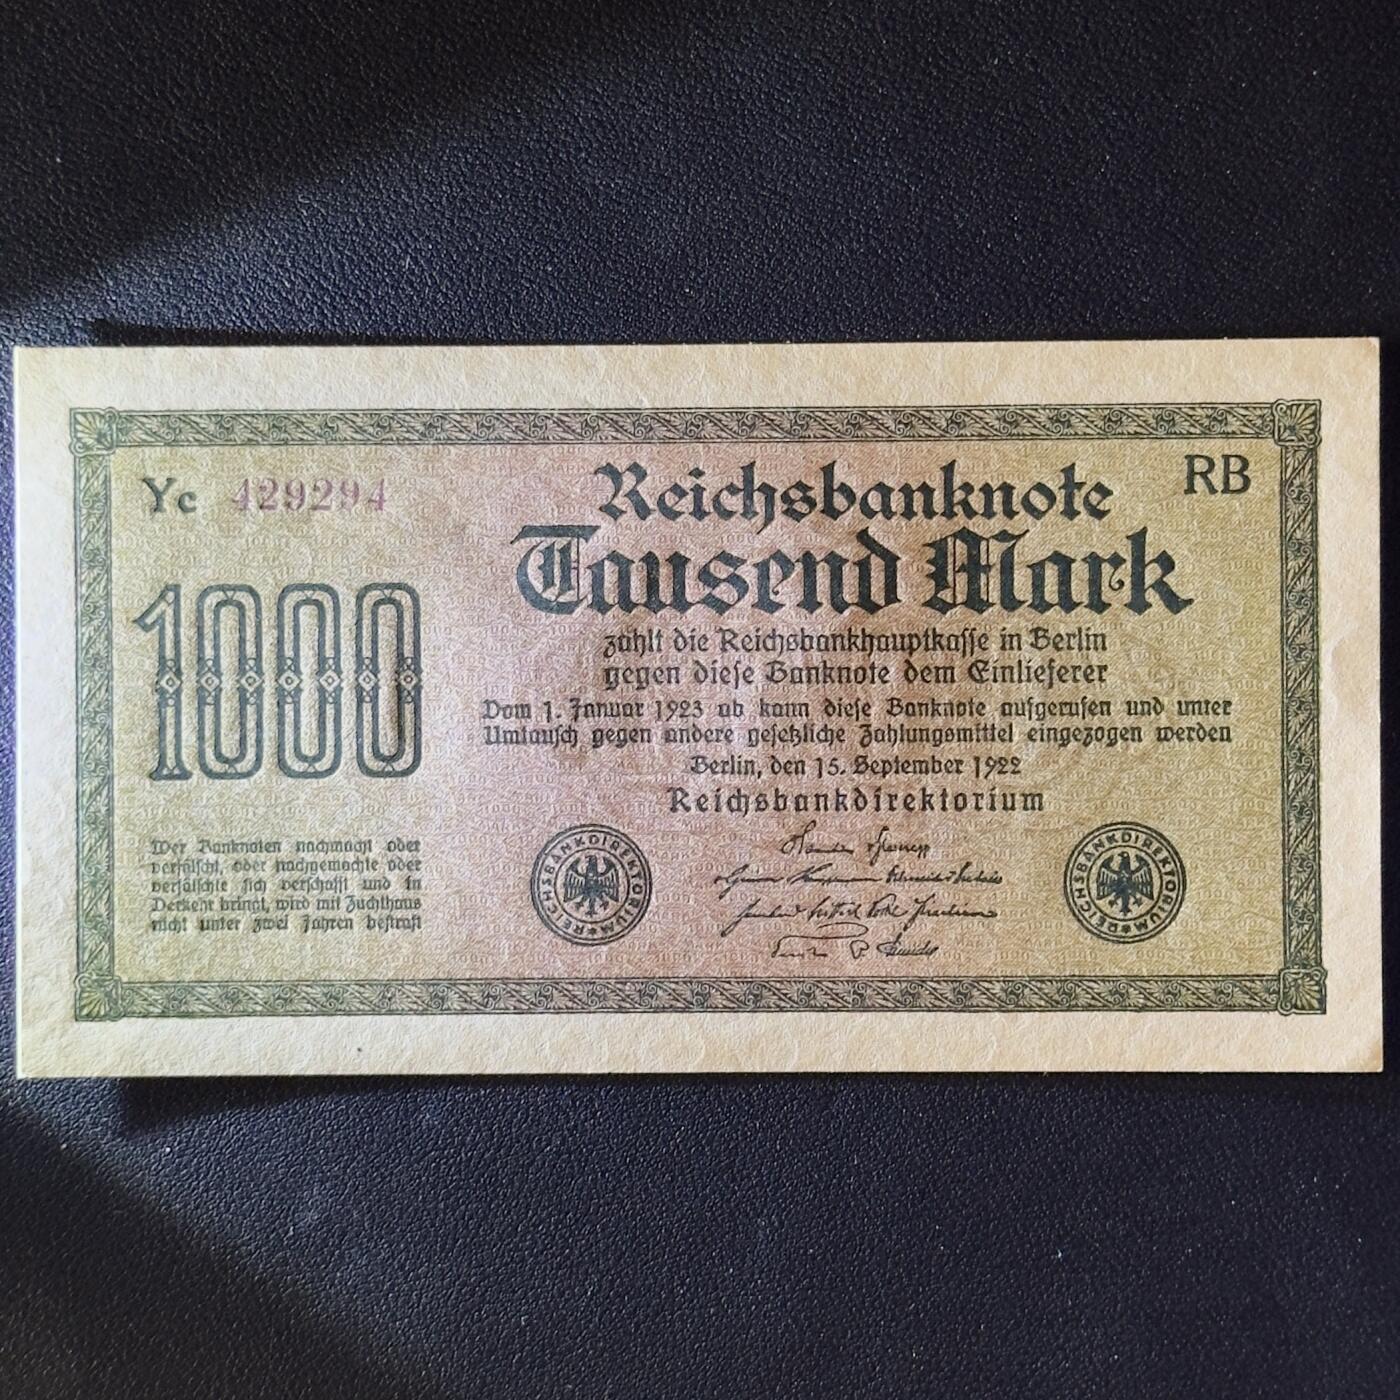 Yc 429294
RB
Reichsbanknote
Tausend Mark
1000
zahlt die Reichsbankhauptkasse in Berlin
gegen diese Banknote dem Einlieferer
Vom 1. Januar 1923 ab kann diese Banknote aufgerufen und unter
Umtausch gegen andere gesetzliche Zahlungsmittel eingezogen werden
Berlin, den 15. September 1922
Reichsbankdirektorium
Wer Banknoten nachmacht oder
verfälscht, oder nachgemachte oder
verfälschte sich verschafft und in
Verkehr bringt, wird mit Zuchthaus
nicht unter zwei Jahren bestraft
REICHSBANKDIREKTORIUM
REICHSBANKDIREKTORIUM